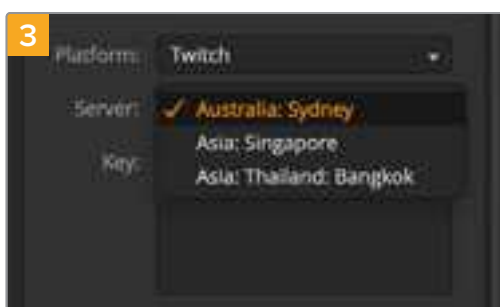 3
Platform: Twitch
Server: ✓ Australia: Sydney
Asia: Singapore
Key:
Asia: Thailand: Bangkok